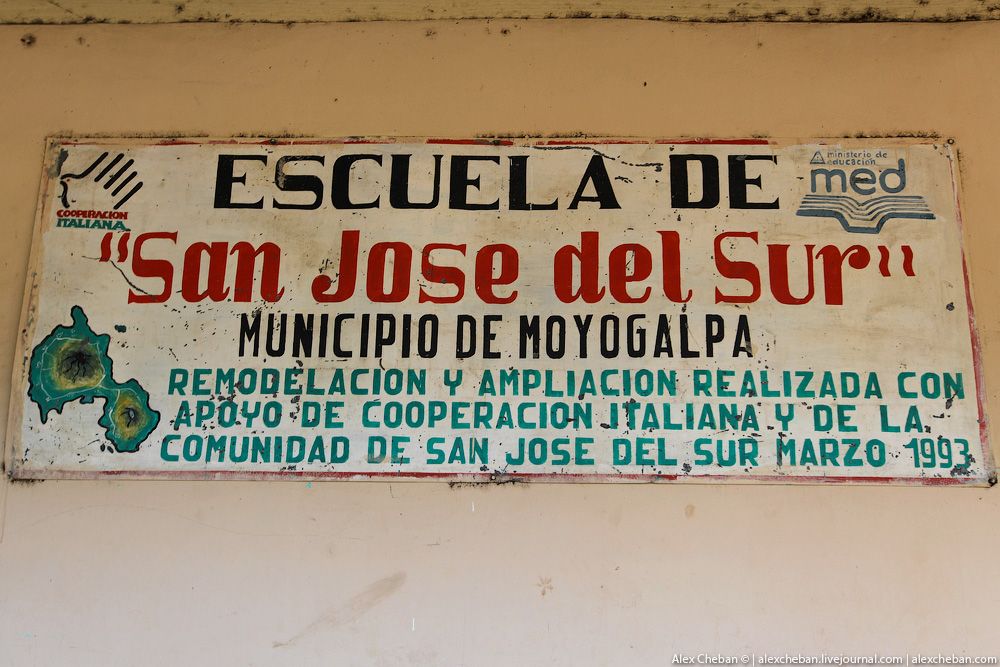 COOPERACION
ITALIANA
ESCUELA DE
ministerio de
educación
med
"San Jose del Sur"
MUNICIPIO DE MOYOGALPA
REMODELACION Y AMPLIACION REALIZADA CON
APOYO DE COOPERACION ITALIANA Y DE LA
COMUNIDAD DE SAN JOSE DEL SUR MARZO 1993
Alex Cheban © | alexcheban.livejournal.com | alexcheban.com